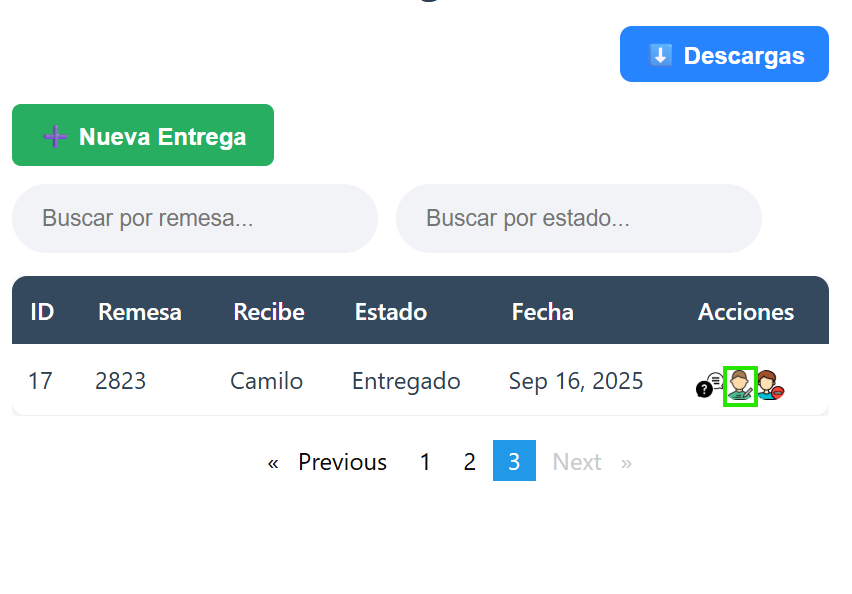 Descargas
Nueva Entrega
Buscar por remesa...
Buscar por estado...
ID Remesa Recibe Estado Fecha Acciones
17 2823 Camilo Entregado Sep 16, 2025
« Previous 1 2 3 Next »